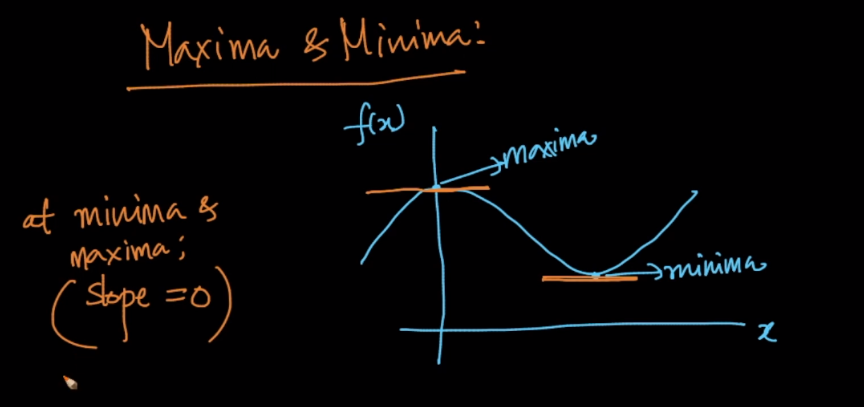 Maxima & Minima:
f(x)
maxima
at minima &
maxima;
(slope = 0)
minima
x